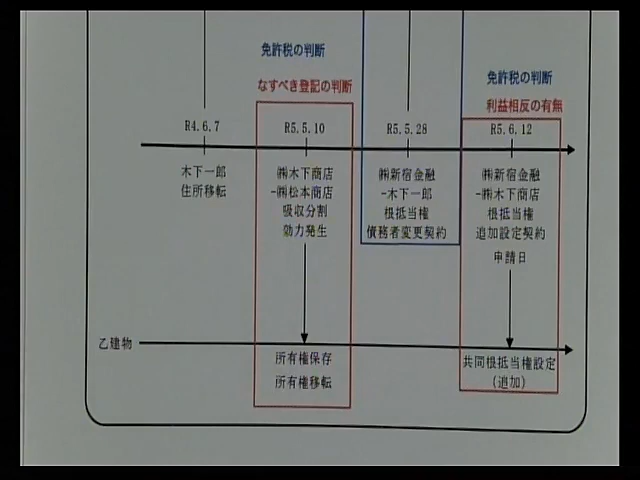 免許税の判断
なすべき登記の判断
免許税の判断
利益相反の有無
R4.6.7
R5.5.10
R5.5.28
R5.6.12
木下一郎
住所移転
㈱木下商店
-㈱松本商店
吸収分割
効力発生
㈱新宿金融
-木下一郎
根抵当権
債務者変更契約
㈱新宿金融
-㈱木下商店
根抵当権
追加設定契約
申請日
乙建物
所有権保存
所有権移転
共同根抵当権設定
(追加)